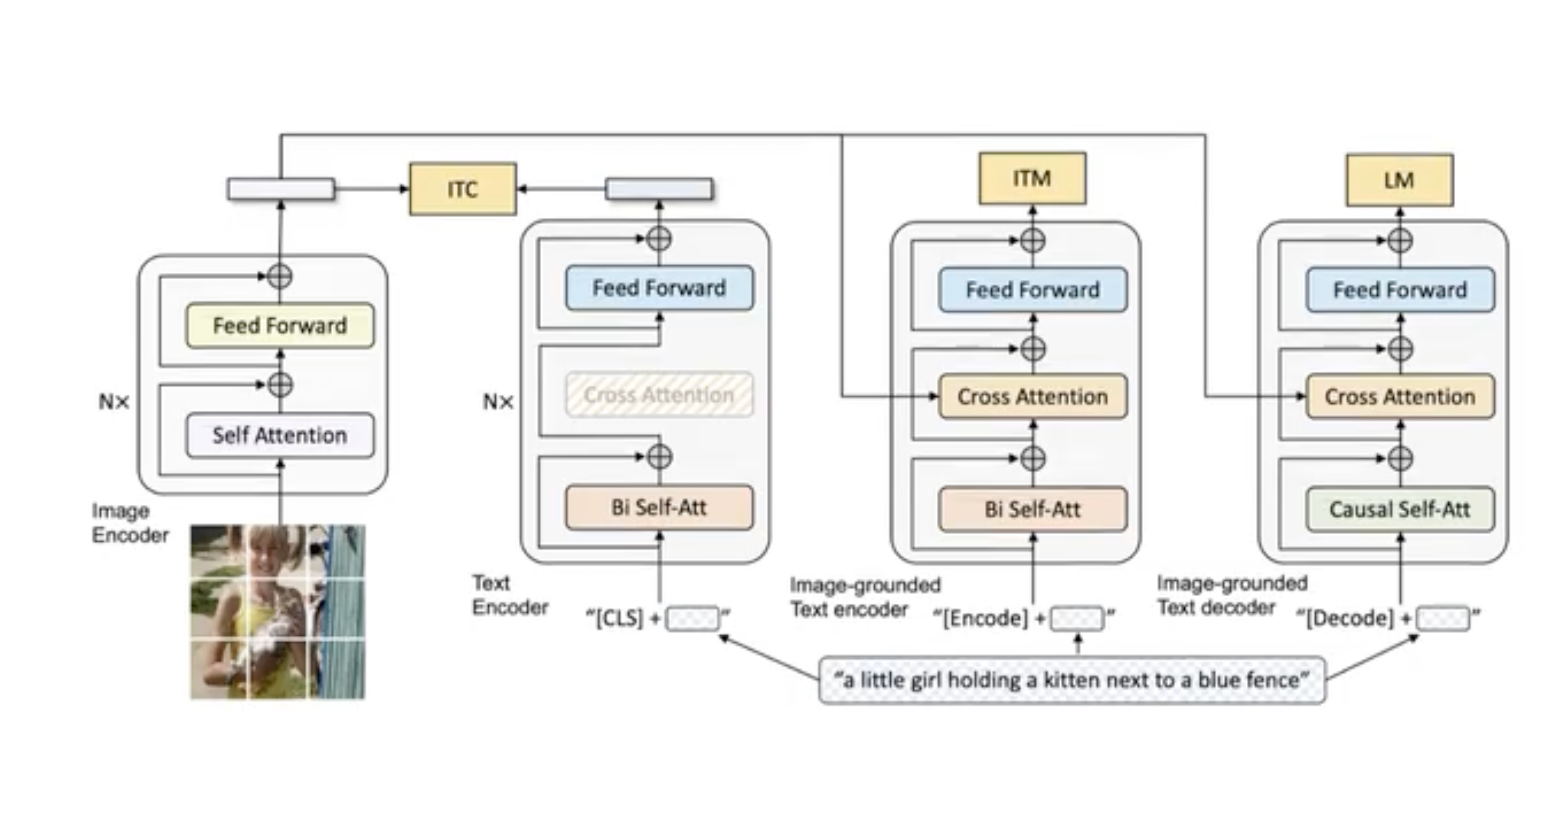 ITC
ITM
LM
Feed Forward
Self Attention
N×
Image
Encoder
Feed Forward
Cross Attention
Bi Self-Att
N×
Text
Encoder
“[CLS] + ”
Feed Forward
Cross Attention
Bi Self-Att
Image-grounded
Text encoder
“[Encode] + ”
Feed Forward
Cross Attention
Causal Self-Att
Image-grounded
Text decoder
“[Decode] + ”
“a little girl holding a kitten next to a blue fence”